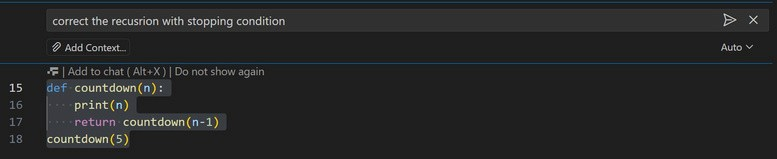 correct the recusrion with stopping condition
Add Context...
Auto
| Add to chat ( Alt+X ) | Do not show again
15 def countdown(n):
16     print(n)
17     return countdown(n-1)
18 countdown(5)